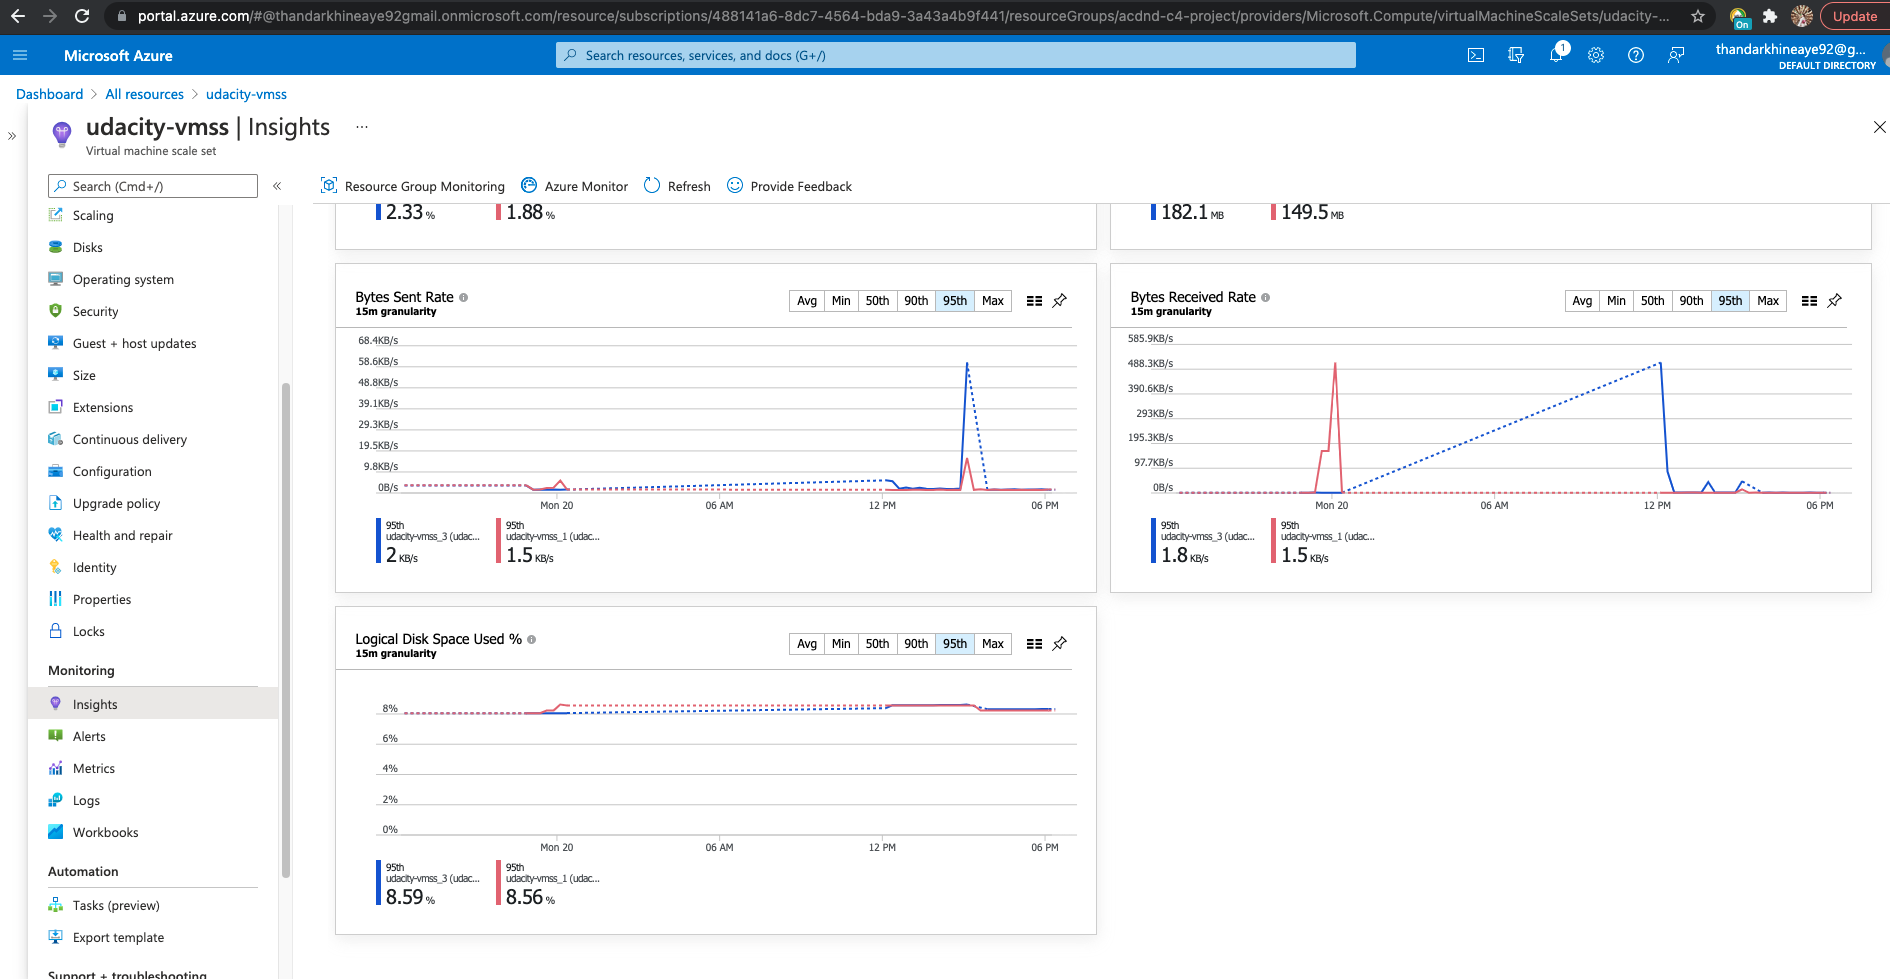 portal.azure.com/#@thandarkhineaye92gmail.onmicrosoft.com/resource/subscriptions/488141a6-8dc7-4564-bda9-3a43a4b9f441/resourceGroups/acdnd-c4-project/providers/Microsoft.Compute/virtualMachineScaleSets/udacity-...
On
Update
Microsoft Azure
Search resources, services, and docs (G+/)
1
thandarkhineaye92@g...
DEFAULT DIRECTORY
Dashboard > All resources > udacity-vmss
udacity-vmss | Insights ...
Virtual machine scale set
Search (Cmd+/)
Resource Group Monitoring
Azure Monitor
Refresh
Provide Feedback
Scaling
Disks
Operating system
Security
Guest + host updates
Size
Extensions
Continuous delivery
Configuration
Upgrade policy
Health and repair
Identity
Properties
Locks
Monitoring
Insights
Alerts
Metrics
Logs
Workbooks
Automation
Tasks (preview)
Export template
Support + troubleshooting
2.33 %
1.88 %
182.1 MB
149.5 MB
Bytes Sent Rate
15m granularity
Avg Min 50th 90th 95th Max
68.4KB/s
58.6KB/s
48.8KB/s
39.1KB/s
29.3KB/s
19.5KB/s
9.8KB/s
0B/s
Mon 20 06 AM 12 PM 06 PM
95th
udacity-vmss_3 (udac...
2 KB/s
95th
udacity-vmss_1 (udac...
1.5 KB/s
Bytes Received Rate
15m granularity
Avg Min 50th 90th 95th Max
585.9KB/s
488.3KB/s
390.6KB/s
293KB/s
195.3KB/s
97.7KB/s
0B/s
Mon 20 06 AM 12 PM 06 PM
95th
udacity-vmss_3 (udac...
1.8 KB/s
95th
udacity-vmss_1 (udac...
1.5 KB/s
Logical Disk Space Used %
15m granularity
Avg Min 50th 90th 95th Max
8%
6%
4%
2%
0%
Mon 20 06 AM 12 PM 06 PM
95th
udacity-vmss_3 (udac...
8.59 %
95th
udacity-vmss_1 (udac...
8.56 %